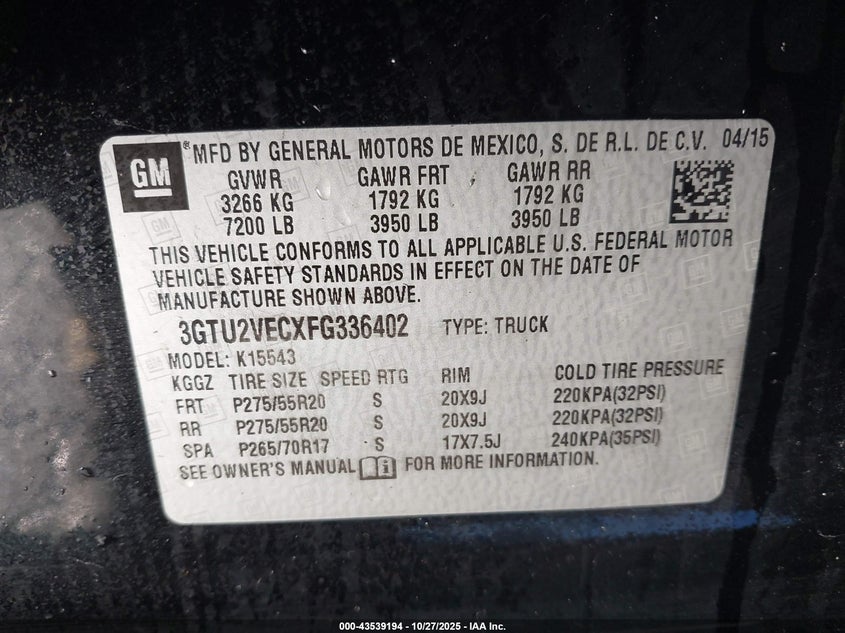 GM
®MFD BY GENERAL MOTORS DE MEXICO, S. DE R.L. DE C.V. 04/15
GVWR GAWR FRT GAWR RR
3266 KG 1792 KG 1792 KG
7200 LB 3950 LB 3950 LB
THIS VEHICLE CONFORMS TO ALL APPLICABLE U.S. FEDERAL MOTOR
VEHICLE SAFETY STANDARDS IN EFFECT ON THE DATE OF
MANUFACTURE SHOWN ABOVE.
3GTU2VECXFG336402 TYPE: TRUCK
MODEL: K15543
KGGZ TIRE SIZE SPEED RTG RIM COLD TIRE PRESSURE
FRT P275/55R20 S 20X9J 220KPA(32PSI)
RR P275/55R20 S 20X9J 220KPA(32PSI)
SPA P265/70R17 S 17X7.5J 240KPA(35PSI)
SEE OWNER'S MANUAL FOR MORE INFORMATION.
000-43539194 - 10/27/2025 - IAA Inc.